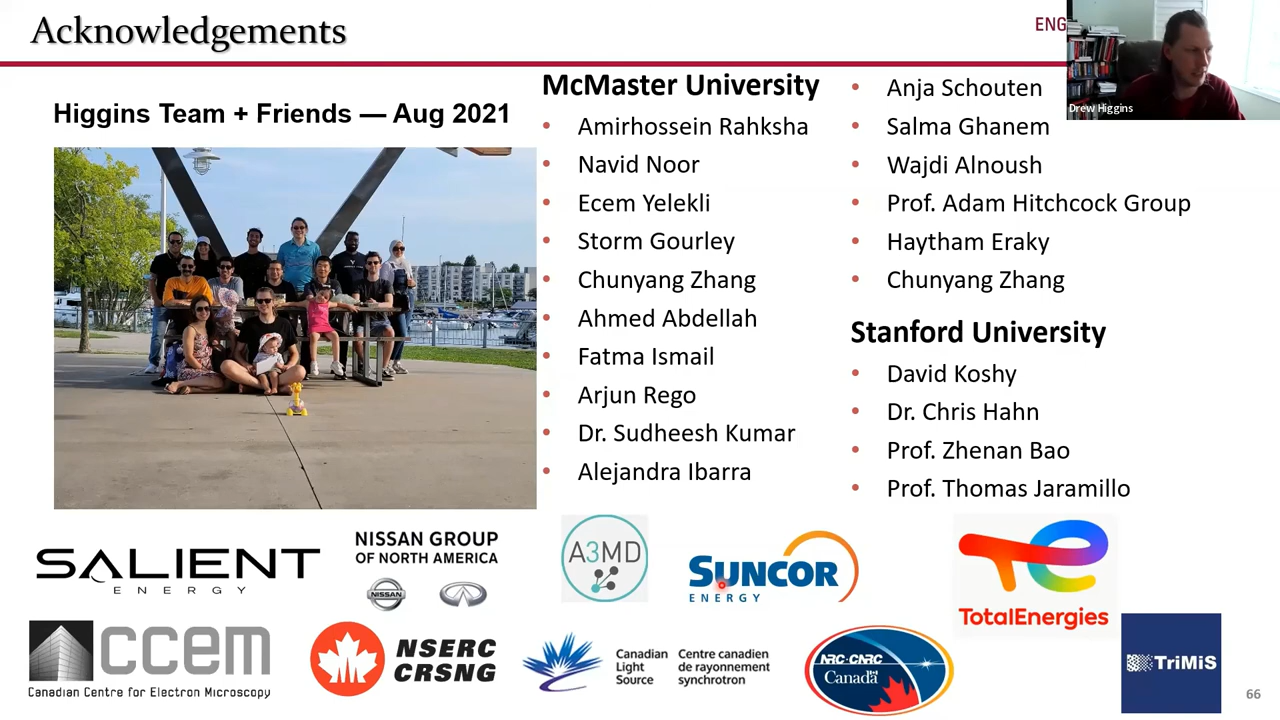 Acknowledgements
ENG
Drew Higgins
Higgins Team + Friends — Aug 2021
McMaster University
• Amirhossein Rahksha
• Navid Noor
• Ecem Yelekli
• Storm Gourley
• Chunyang Zhang
• Ahmed Abdellah
• Fatma Ismail
• Arjun Rego
• Dr. Sudheesh Kumar
• Alejandra Ibarra
• Anja Schouten
• Salma Ghanem
• Wajdi Alnoush
• Prof. Adam Hitchcock Group
• Haytham Eraky
• Chunyang Zhang
Stanford University
• David Koshy
• Dr. Chris Hahn
• Prof. Zhenan Bao
• Prof. Thomas Jaramillo
SALIENT
ENERGY
NISSAN GROUP
OF NORTH AMERICA
NISSAN
A3MD
SUNCOR
ENERGY
TotalEnergies
ccem
Canadian Centre for Electron Microscopy
NSERC
CRSNG
Canadian
Light
Source
Centre canadien
de rayonnement
synchrotron
NRC·CNRC
Canada
TriMiS
66